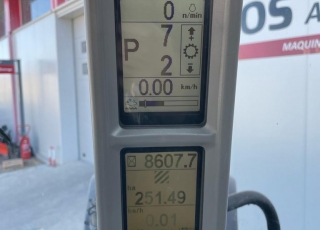 0 n/min
7
P
2
0.00 km/h
8607.7
ha
251.49
km/h
0.01
OS A
MAQUIN